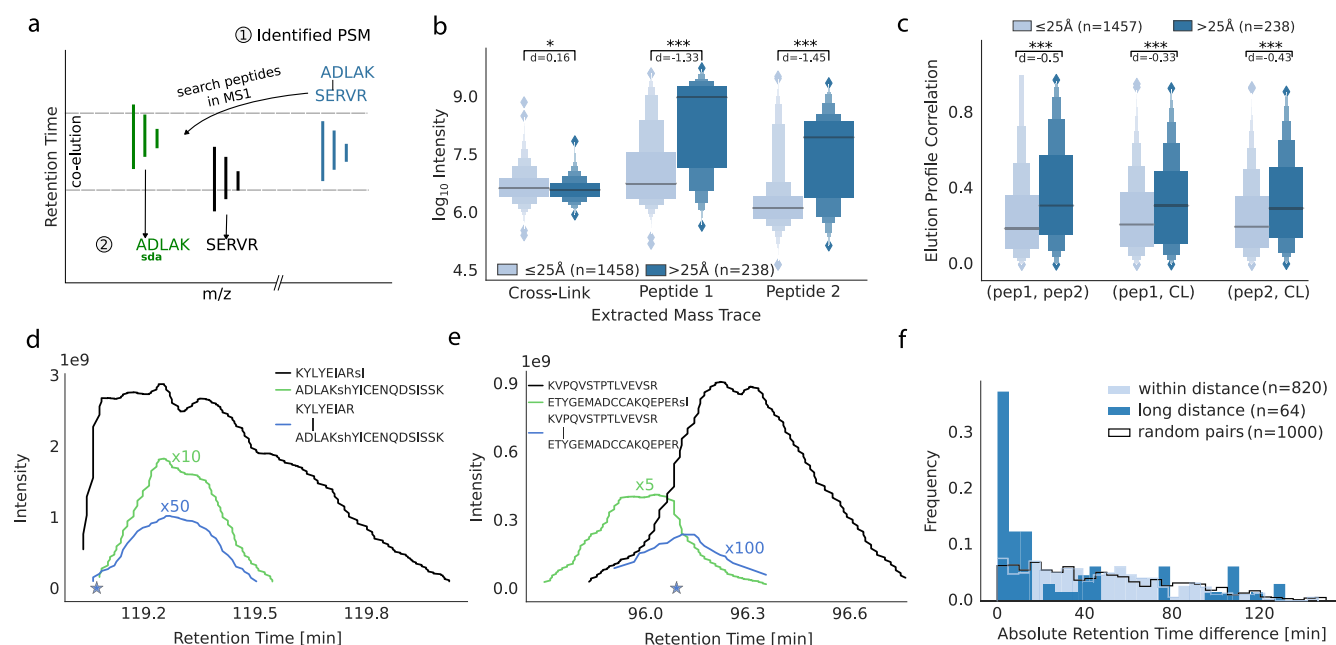 a
① Identified PSM
ADLAK
SERVR
search peptides
in MS1
Retention Time
co-elution
②
ADLAK
sda
SERVR
m/z
b
*
d=0.16
***
d=-1.33
***
d=-1.45
log10 Intensity
9.0
7.5
6.0
4.5
≤25Å (n=1458)
>25Å (n=238)
Cross-Link
Peptide 1
Peptide 2
Extracted Mass Trace
c
≤25Å (n=1457)
>25Å (n=238)
***
d=-0.5
***
d=-0.33
***
d=-0.43
Elution Profile Correlation
0.8
0.4
0.0
(pep1, pep2)
(pep1, CL)
(pep2, CL)
d
1e9
3
2
1
0
Intensity
KYLYEIARsl
ADLAKshYICENQDSISSK
KYLYEIAR
ADLAKshYICENQDSISSK
x10
x50
119.2
119.5
119.8
Retention Time [min]
e
1e9
0.9
0.6
0.3
0.0
Intensity
KVPQVSTPTLVEVSR
ETYGEMADCCAKQEPERsl
KVPQVSTPTLVEVSR
ETYGEMADCCAKQEPER
x5
x100
96.0
96.3
96.6
Retention Time [min]
f
within distance (n=820)
long distance (n=64)
random pairs (n=1000)
Frequency
0.3
0.2
0.1
0.0
0
40
80
120
Absolute Retention Time difference [min]